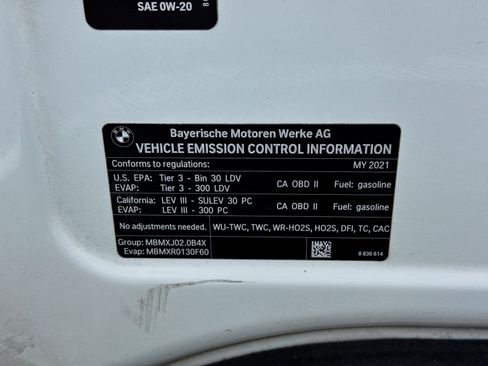 SAE 0W-20
8
BMW
Bayerische Motoren Werke AG
VEHICLE EMISSION CONTROL INFORMATION
Conforms to regulations: MY 2021
U.S. EPA: Tier 3 - Bin 30 LDV
EVAP: Tier 3 - 300 LDV CA OBD II Fuel: gasoline
California: LEV III - SULEV 30 PC
EVAP: LEV III - 300 PC CA OBD II Fuel: gasoline
No adjustments needed. WU-TWC, TWC, WR-HO2S, HO2S, DFI, TC, CAC
Group: MBMXJ02.0B4X
Evap: MBMXR0130F60
8 836 614